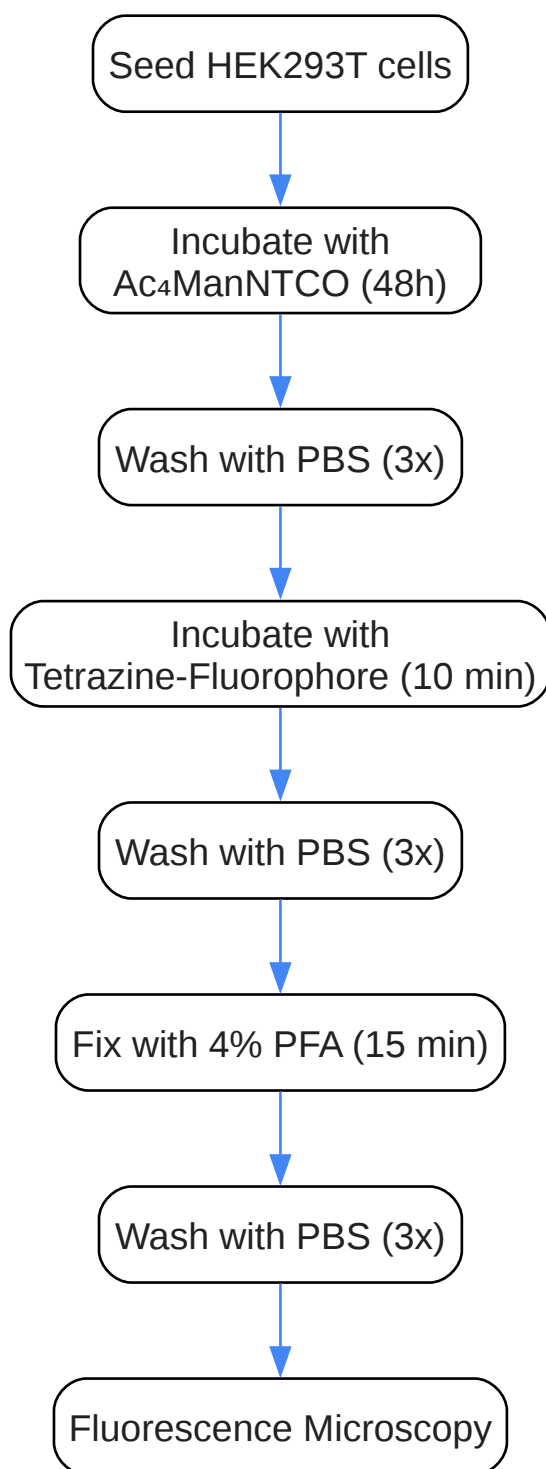 Seed HEK293T cells
Incubate with
Ac₄ManNTCO (48h)
Wash with PBS (3x)
Incubate with
Tetrazine-Fluorophore (10 min)
Wash with PBS (3x)
Fix with 4% PFA (15 min)
Wash with PBS (3x)
Fluorescence Microscopy